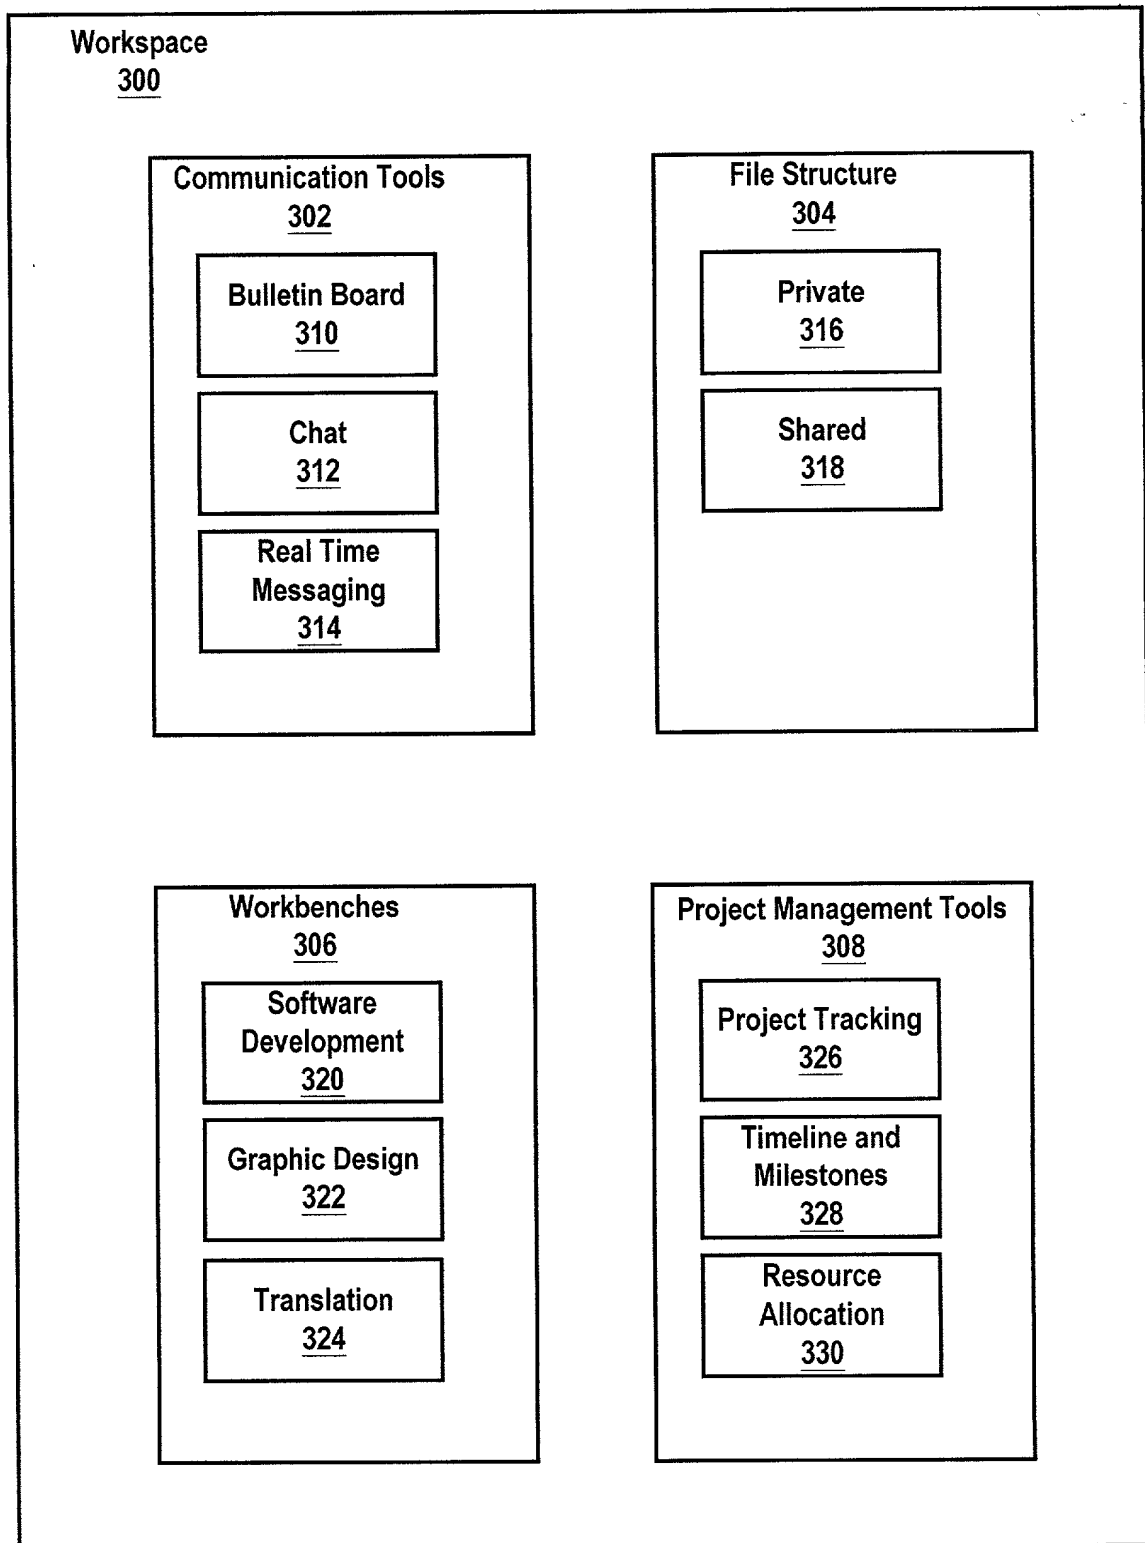 Workspace
300
Communication Tools
302
Bulletin Board
310
Chat
312
Real Time
Messaging
314
File Structure
304
Private
316
Shared
318
Workbenches
306
Software
Development
320
Graphic Design
322
Translation
324
Project Management Tools
308
Project Tracking
326
Timeline and
Milestones
328
Resource
Allocation
330